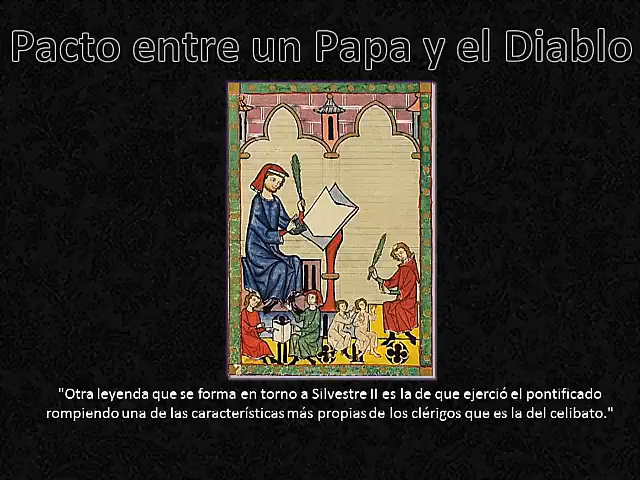 Pacto entre un Papa y el Diablo
"Otra leyenda que se forma en torno a Silvestre II es la de que ejerció el pontificado
rompiendo una de las características más propias de los clérigos que es la del celibato."